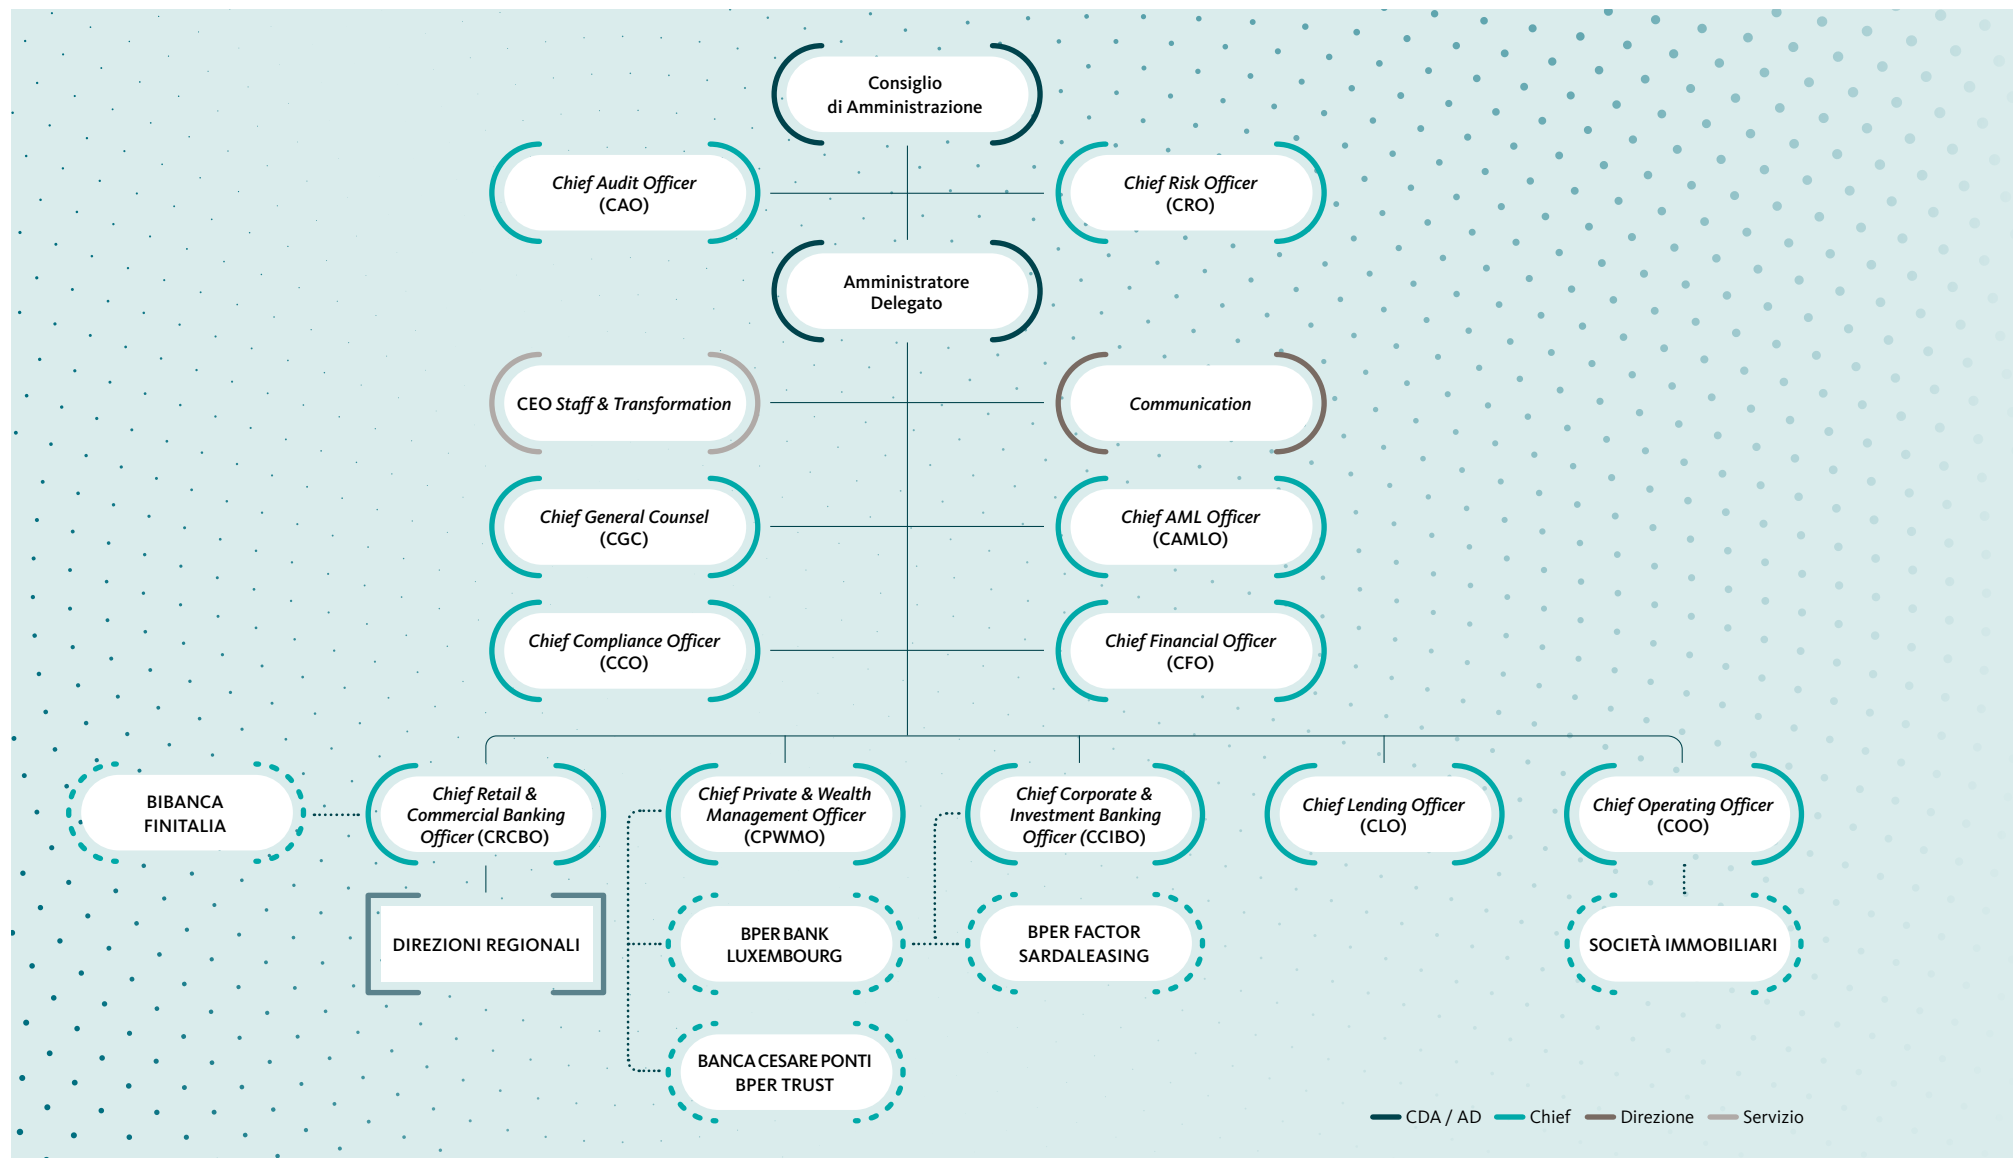 Consiglio
di Amministrazione
Chief Audit Officer
(CAO)
Chief Risk Officer
(CRO)
Amministratore
Delegato
CEO Staff & Transformation
Communication
Chief General Counsel
(CGC)
Chief AML Officer
(CAMLO)
Chief Compliance Officer
(CCO)
Chief Financial Officer
(CFO)
BIBANCA
FINITALIA
Chief Retail &
Commercial Banking
Officer (CRCBO)
Chief Private & Wealth
Management Officer
(CPWMO)
Chief Corporate &
Investment Banking
Officer (CCIBO)
Chief Lending Officer
(CLO)
Chief Operating Officer
(COO)
DIREZIONI REGIONALI
BPER BANK
LUXEMBOURG
BPER FACTOR
SARDALEASING
SOCIETÀ IMMOBILIARI
BANCA CESARE PONTI
BPER TRUST
CDA / AD
Chief
Direzione
Servizio